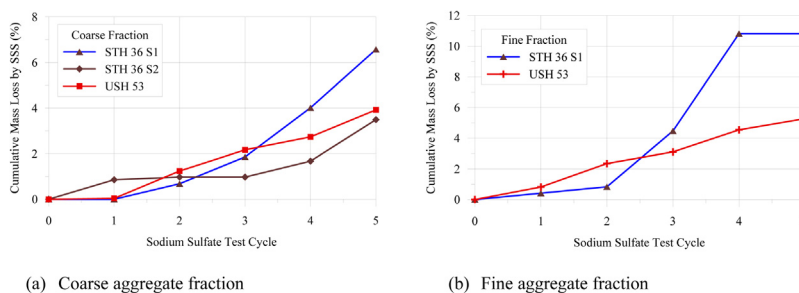 Cumulative Mass Loss by SSS (%)
8
6
4
2
0
Coarse Fraction
STH 36 S1
STH 36 S2
USH 53
0 1 2 3 4 5
Sodium Sulfate Test Cycle
(a) Coarse aggregate fraction
Cumulative Mass Loss by SSS (%)
12
10
8
6
4
2
0
Fine Fraction
STH 36 S1
USH 53
0 1 2 3 4
Sodium Sulfate Test Cycle
(b) Fine aggregate fraction